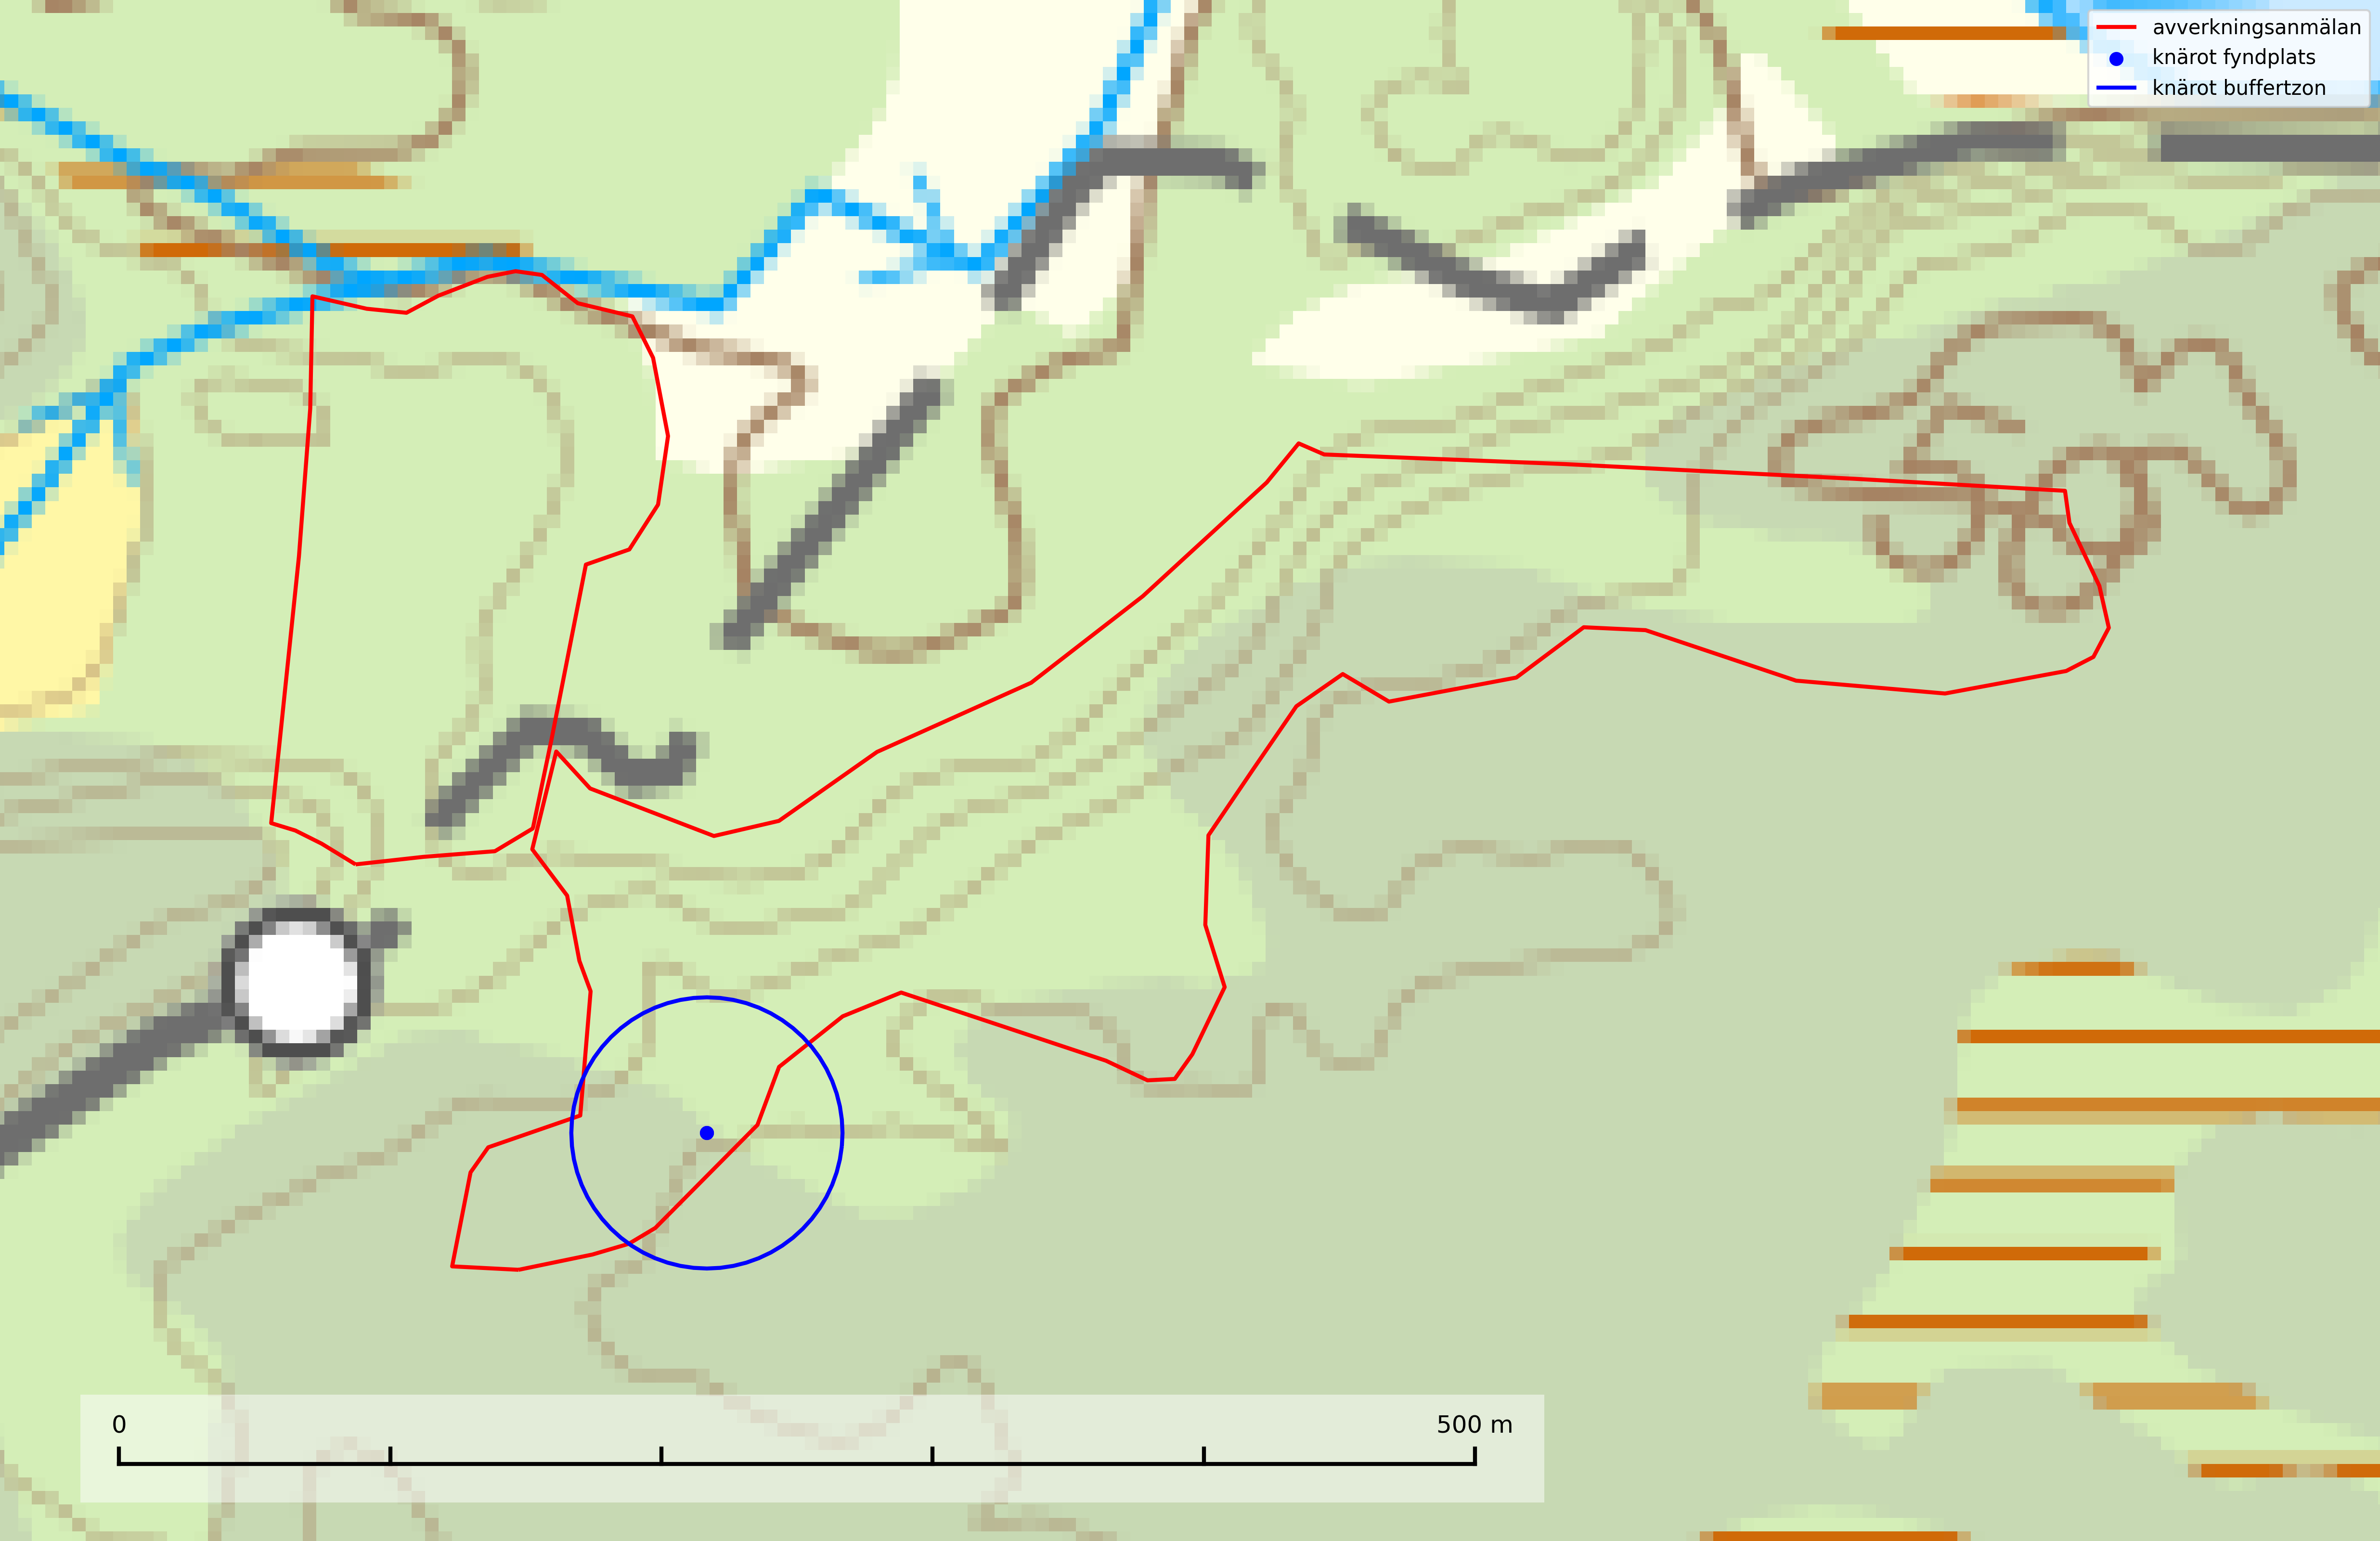 avverkningsanmälan
knärot fyndplats
knärot buffertzon
0
500 m